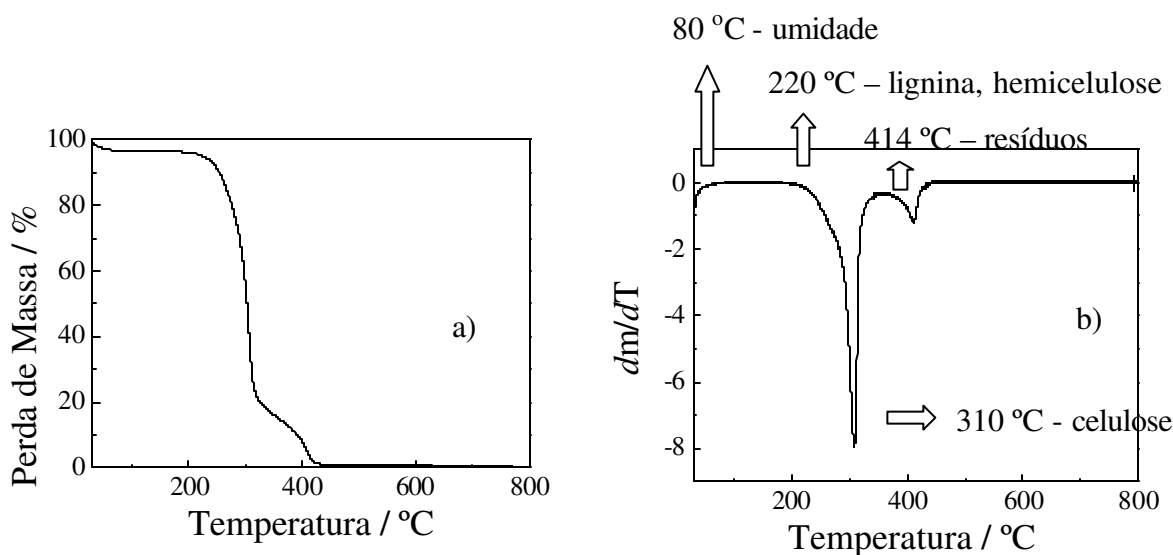 100
80
60
40
20
0
200
400
600
800
Perda de Massa / %
Temperatura / ºC
a)
80 ºC - umidade
220 ºC – lignina, hemicelulose
414 ºC – resíduos
0
-2
-4
-6
-8
200
400
600
800
dm/dT
Temperatura / ºC
b)
310 ºC - celulose